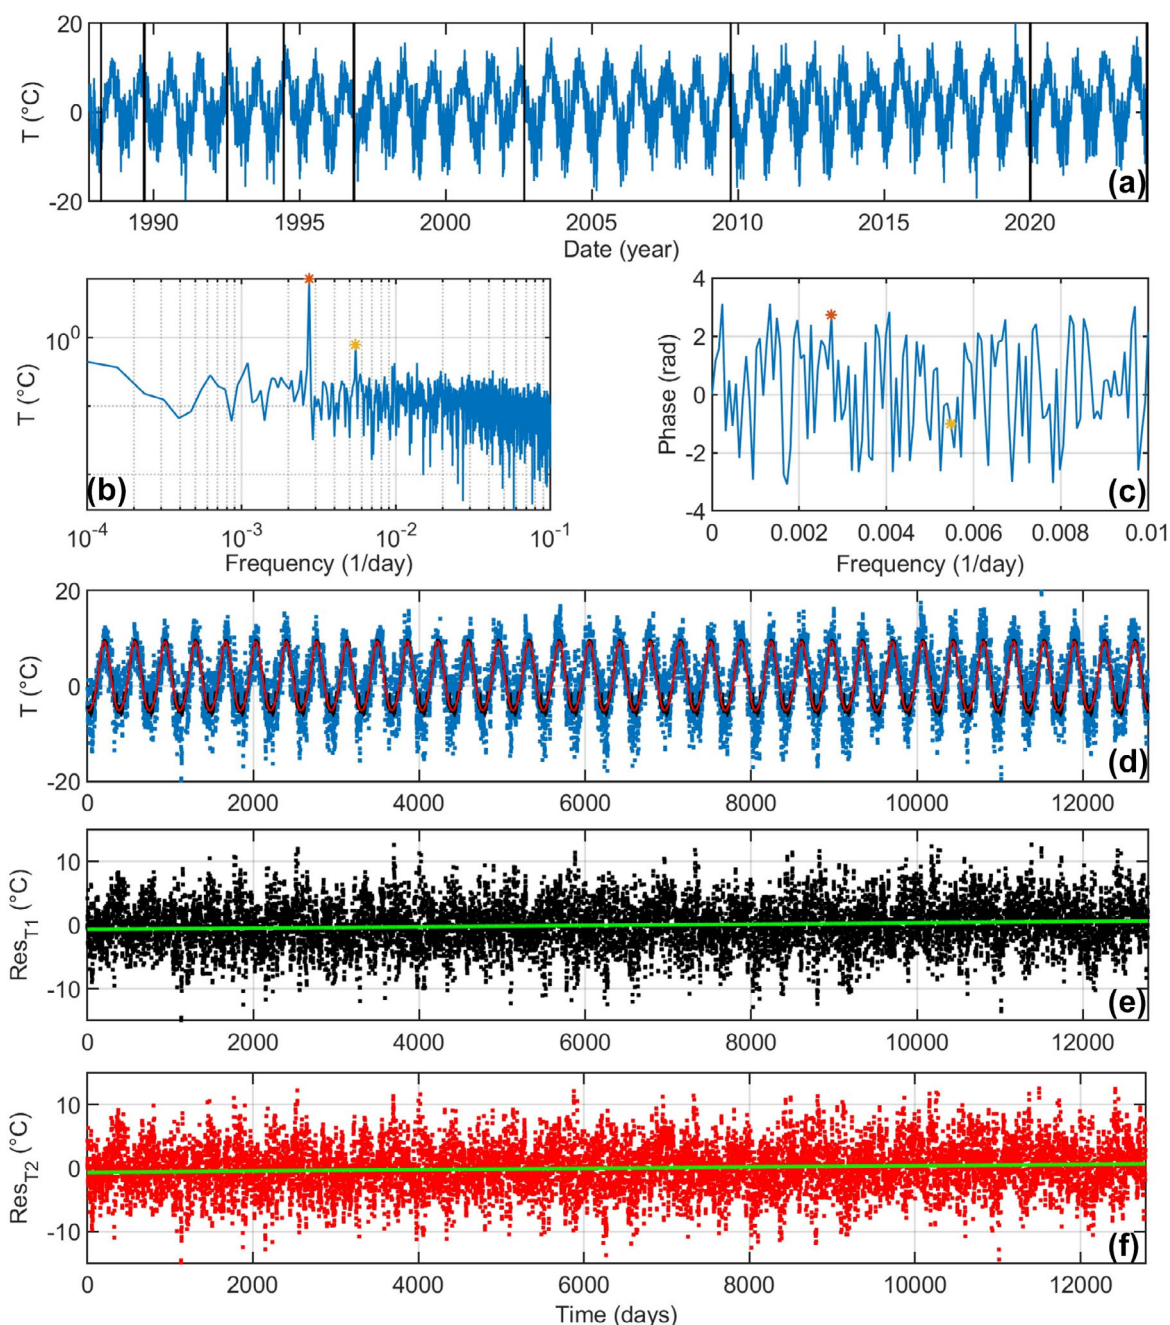 20
0
-20
T (°C)
1990 1995 2000 2005 2010 2015 2020
Date (year)
(a)
10^0
T (°C)
(b)
10^-4 10^-3 10^-2 10^-1
Frequency (1/day)
4
2
0
-2
-4
Phase (rad)
(c)
0 0.002 0.004 0.006 0.008 0.01
Frequency (1/day)
20
0
-20
T (°C)
(d)
0 2000 4000 6000 8000 10000 12000
10
0
-10
Res_T1 (°C)
(e)
0 2000 4000 6000 8000 10000 12000
10
0
-10
Res_T2 (°C)
(f)
0 2000 4000 6000 8000 10000 12000
Time (days)